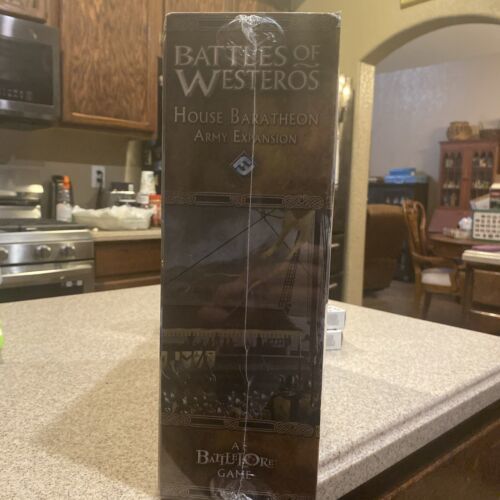 BATTLES OF
WESTEROS
HOUSE BARATHEON
ARMY EXPANSION
A
BATTLELORE
GAME